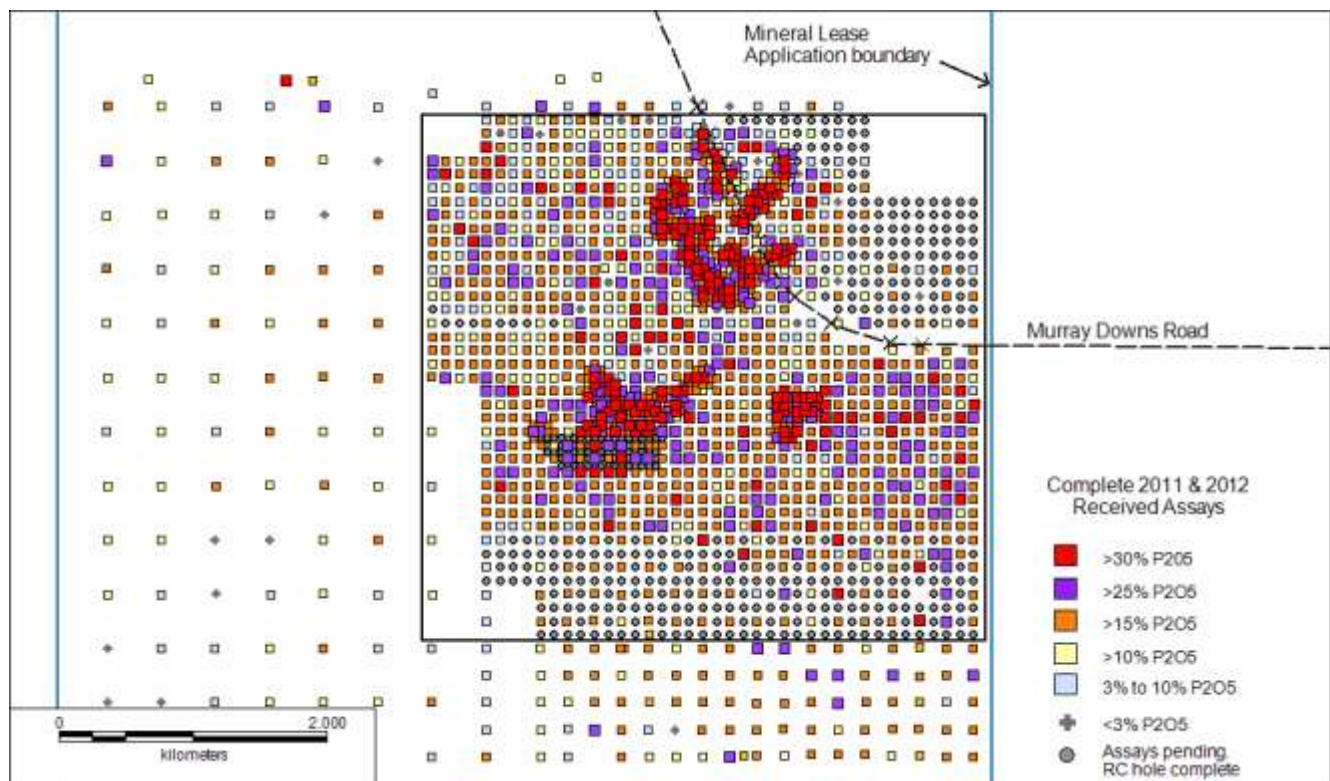 Mineral Lease
Application boundary
Murray Downs Road
Complete 2011 & 2012
Received Assays
>30% P205
>25% P2O5
>15% P2O5
>10% P2O5
3% to 10% P2O5
<3% P2O5
Assays pending
RC hole complete
0 2,000
kilometers